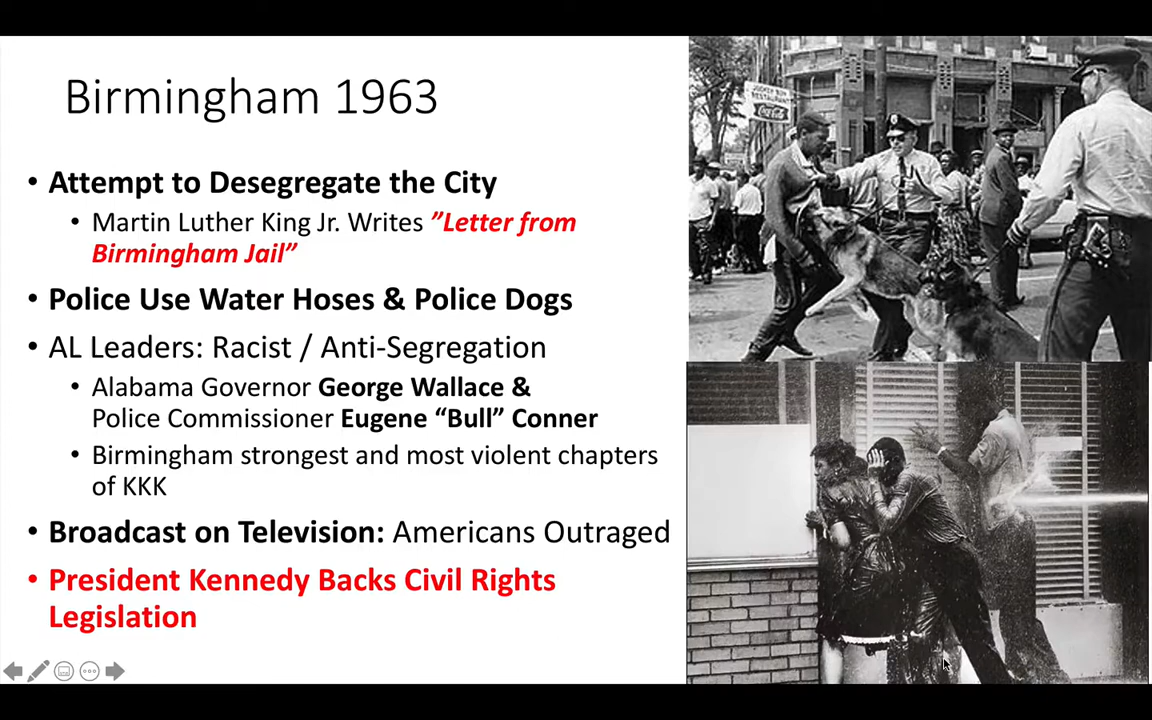 Birmingham 1963
• Attempt to Desegregate the City
• Martin Luther King Jr. Writes ”Letter from
Birmingham Jail”
• Police Use Water Hoses & Police Dogs
• AL Leaders: Racist / Anti-Segregation
• Alabama Governor George Wallace &
Police Commissioner Eugene “Bull” Conner
• Birmingham strongest and most violent chapters
of KKK
• Broadcast on Television: Americans Outraged
• President Kennedy Backs Civil Rights
Legislation
JOCKEY BOY
RESTAURANT
Coca-Cola